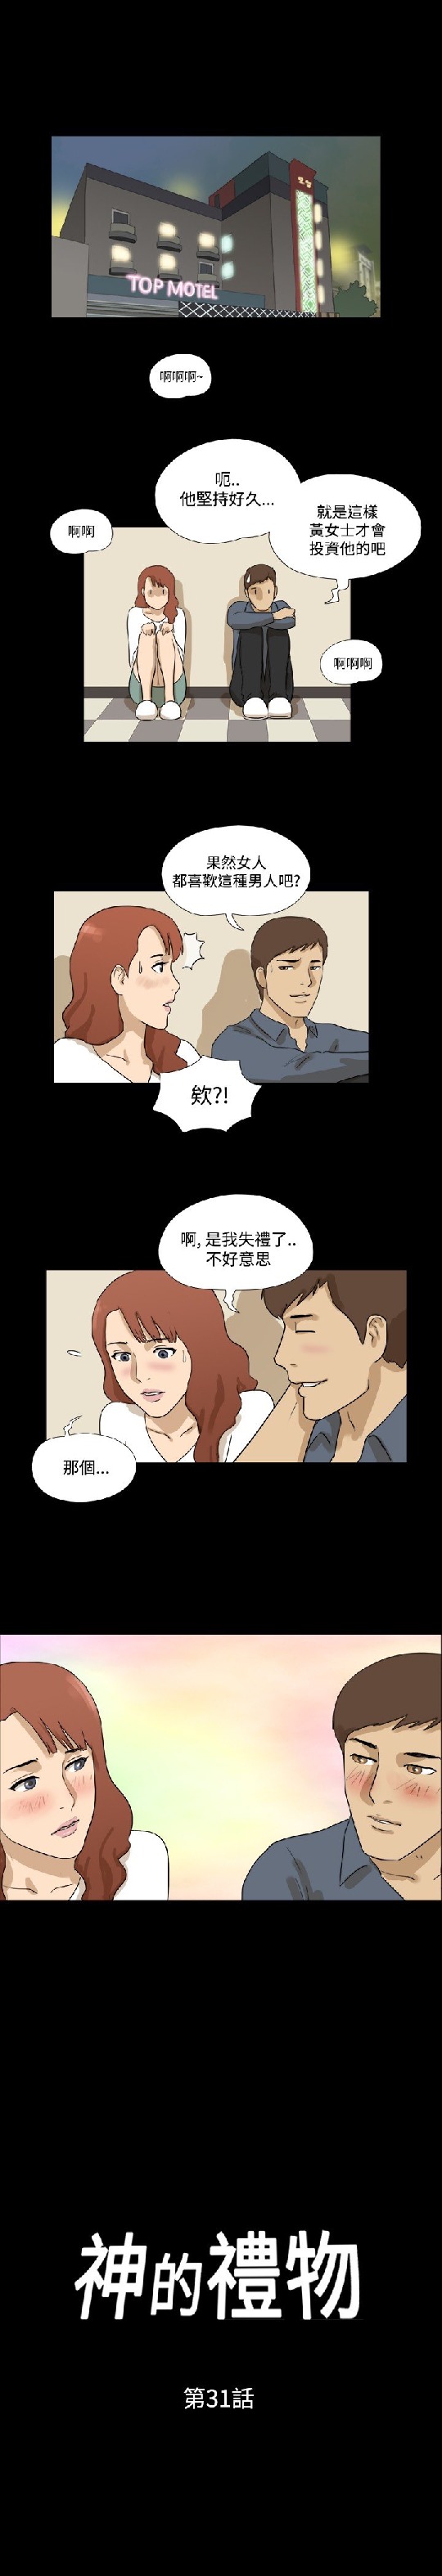 TOP MOTEL
啊啊啊~
呃..
他堅持好久...
就是這樣
黃女士才會
投資他的吧
啊啊
啊啊啊
果然女人
都喜歡這種男人吧?
欸?!
啊, 是我失禮了..
不好意思
那個...
神的禮物
第31話